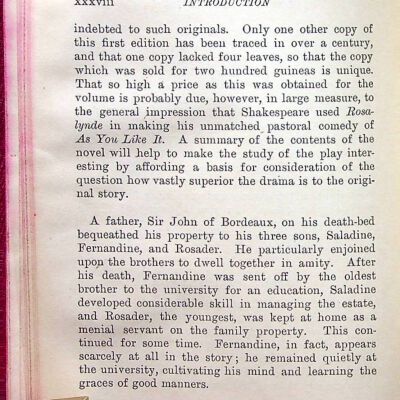 xxxviii INTRODUCTION
indebted to such originals. Only one other copy of
this first edition has been traced in over a century,
and that one copy lacked four leaves, so that the copy
which was sold for two hundred guineas is unique.
That so high a price as this was obtained for the
volume is probably due, however, in large measure, to
the general impression that Shakespeare used Rosa-
lynde in making his unmatched pastoral comedy of
As You Like It. A summary of the contents of the
novel will help to make the study of the play inter-
esting by affording a basis for consideration of the
question how vastly superior the drama is to the origi-
nal story.
A father, Sir John of Bordeaux, on his death-bed
bequeathed his property to his three sons, Saladine,
Fernandine, and Rosader. He particularly enjoined
upon the brothers to dwell together in amity. After
his death, Fernandine was sent off by the oldest
brother to the university for an education, Saladine
developed considerable skill in managing the estate,
and Rosader, the youngest, was kept at home as a
menial servant on the family property. This con-
tinued for some time. Fernandine, in fact, appears
scarcely at all in the story; he remained quietly at
the university, cultivating his mind and learning the
graces of good manners.